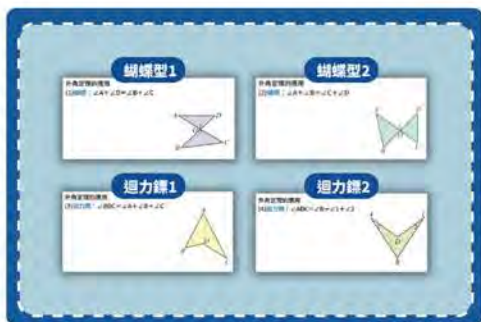 蝴蝶型1
外角定理的應用
(1)蝴蝶：∠A+∠D=∠B+∠C
蝴蝶型2
外角定理的應用
(2)蝴蝶：∠A+∠B=∠C+∠D
迴力鏢1
外角定理的應用
(3)迴力鏢：∠BDC=∠A+∠B+∠C
迴力鏢2
外角定理的應用